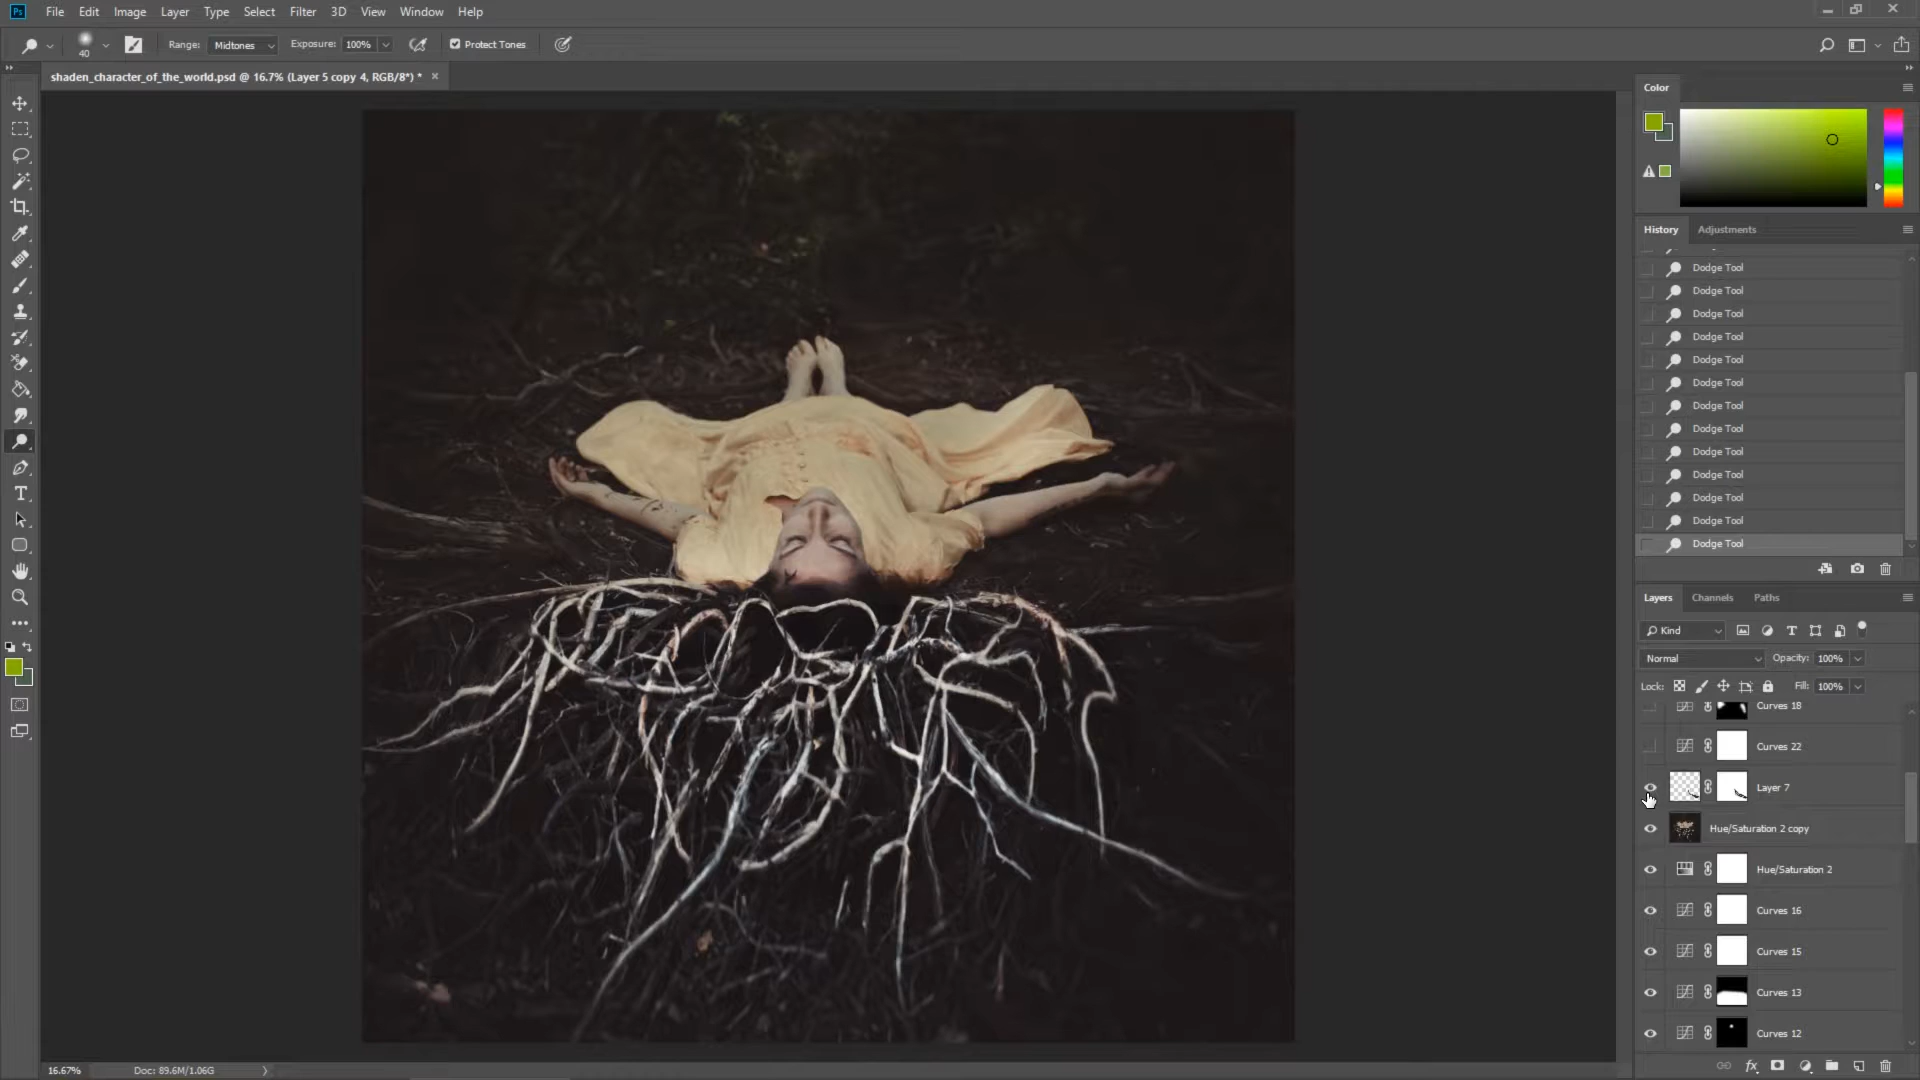 Ps File Edit Image Layer Type Select Filter 3D View Window Help
40 Range: Midtones Exposure: 100% Protect Tones
shaden_character_of_the_world.psd @ 16.7% (Layer 5 copy 4, RGB/8*) * ×
Color
History Adjustments
Dodge Tool
Dodge Tool
Dodge Tool
Dodge Tool
Dodge Tool
Dodge Tool
Dodge Tool
Dodge Tool
Dodge Tool
Dodge Tool
Dodge Tool
Dodge Tool
Dodge Tool
Layers Channels Paths
Kind
Normal Opacity: 100%
Lock: Fill: 100%
Curves 18
Curves 22
Layer 7
Hue/Saturation 2 copy
Hue/Saturation 2
Curves 16
Curves 15
Curves 13
Curves 12
16.67% Doc: 89.6M/1.06G